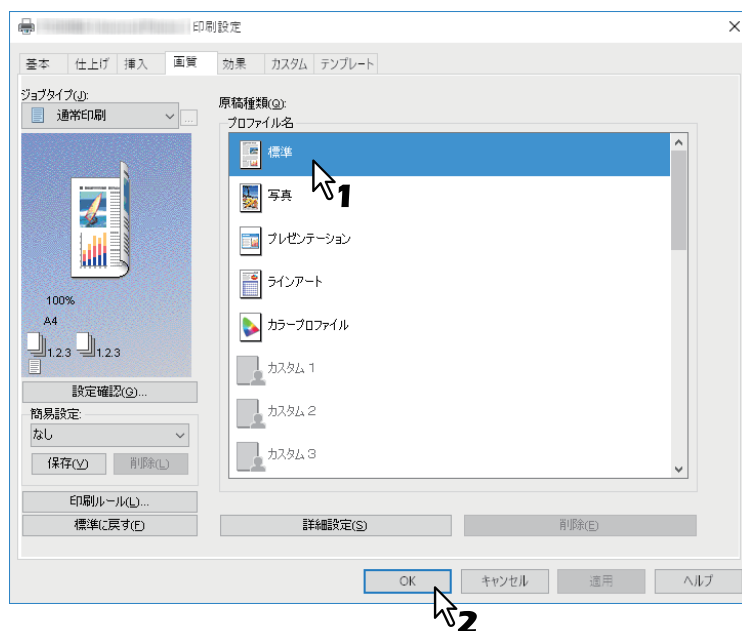 印刷設定
基本 仕上げ 挿入 画質 効果 カスタム テンプレート
ジョブタイプ(J):
通常印刷
...
100%
A4
1.2.3 1.2.3
設定確認(G)...
簡易設定:
なし
保存(V) 削除(L)
印刷ルール(L)...
標準に戻す(F)
原稿種類(Q):
プロファイル名
標準
1
写真
プレゼンテーション
ラインアート
カラープロファイル
カスタム 1
カスタム 2
カスタム 3
詳細設定(S) 削除(E)
OK キャンセル 適用 ヘルプ
2